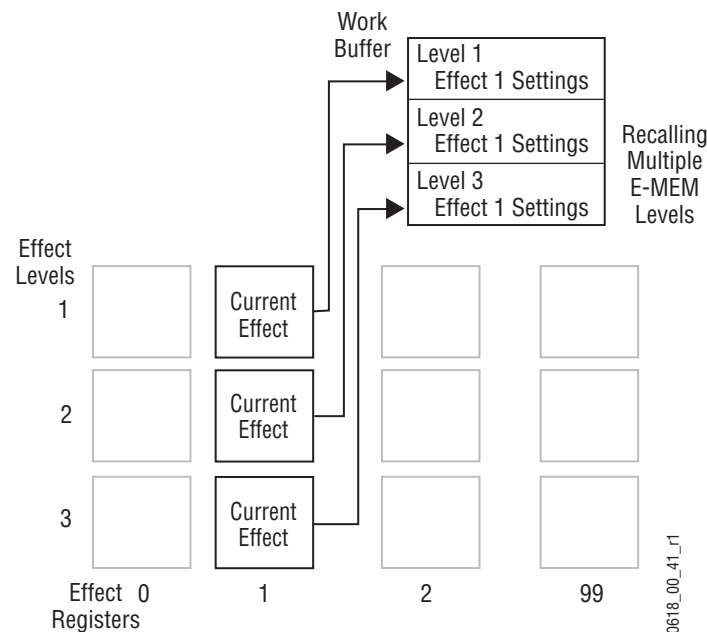 Work
Buffer
Level 1
Effect 1 Settings
Level 2
Effect 1 Settings
Level 3
Effect 1 Settings
Recalling
Multiple
E-MEM
Levels
Effect
Levels
1
Current
Effect
2
Current
Effect
3
Current
Effect
Effect
Registers
0
1
2
99
0618_00_41_r1